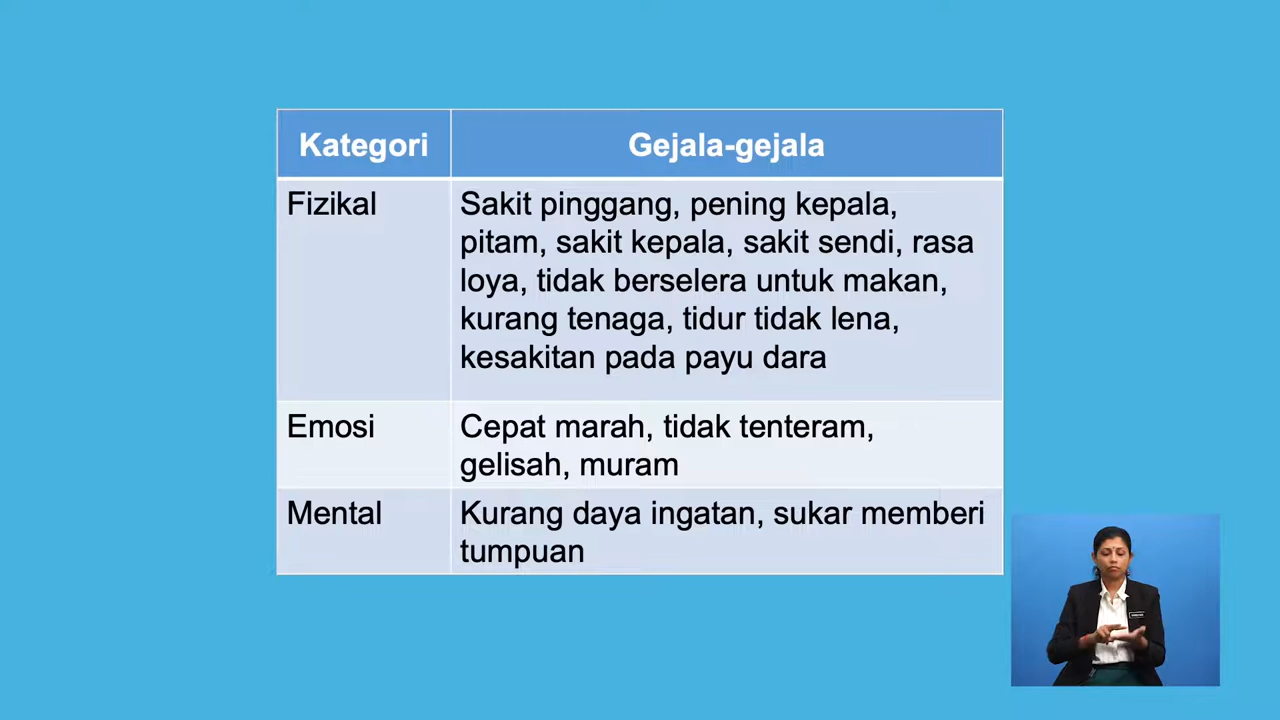 Kategori
Gejala-gejala
Fizikal
Sakit pinggang, pening kepala,
pitam, sakit kepala, sakit sendi, rasa
loya, tidak berselera untuk makan,
kurang tenaga, tidur tidak lena,
kesakitan pada payu dara
Emosi
Cepat marah, tidak tenteram,
gelisah, muram
Mental
Kurang daya ingatan, sukar memberi
tumpuan